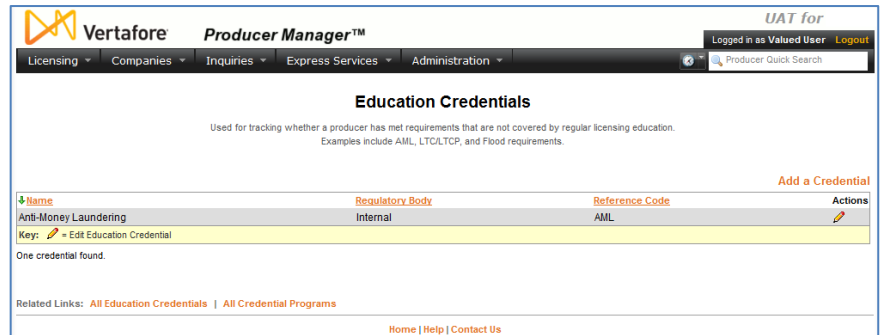 Vertafore
Producer Manager™
UAT for
Logged in as Valued User Logout
Licensing Companies Inquiries Express Services Administration Producer Quick Search
Education Credentials
Used for tracking whether a producer has met requirements that are not covered by regular licensing education.
Examples include AML, LTC/LTCP, and Flood requirements.
Add a Credential
Name Regulatory Body Reference Code Actions
Anti-Money Laundering Internal AML
Key: = Edit Education Credential
One credential found.
Related Links: All Education Credentials | All Credential Programs
Home | Help | Contact Us